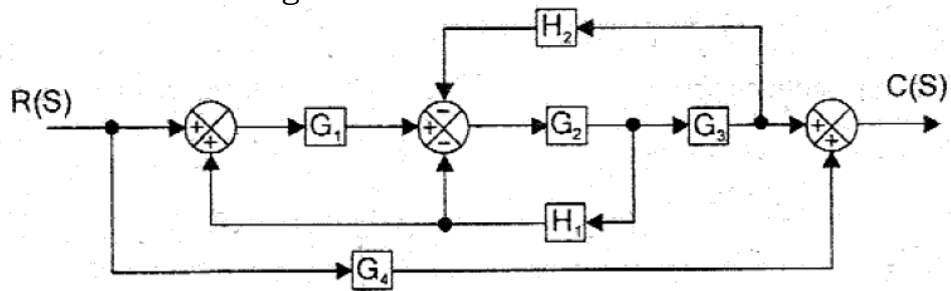 H₂
R(S) C(S)
+ + G₁ + - - G₂ G₃ + +
H₁
G₄